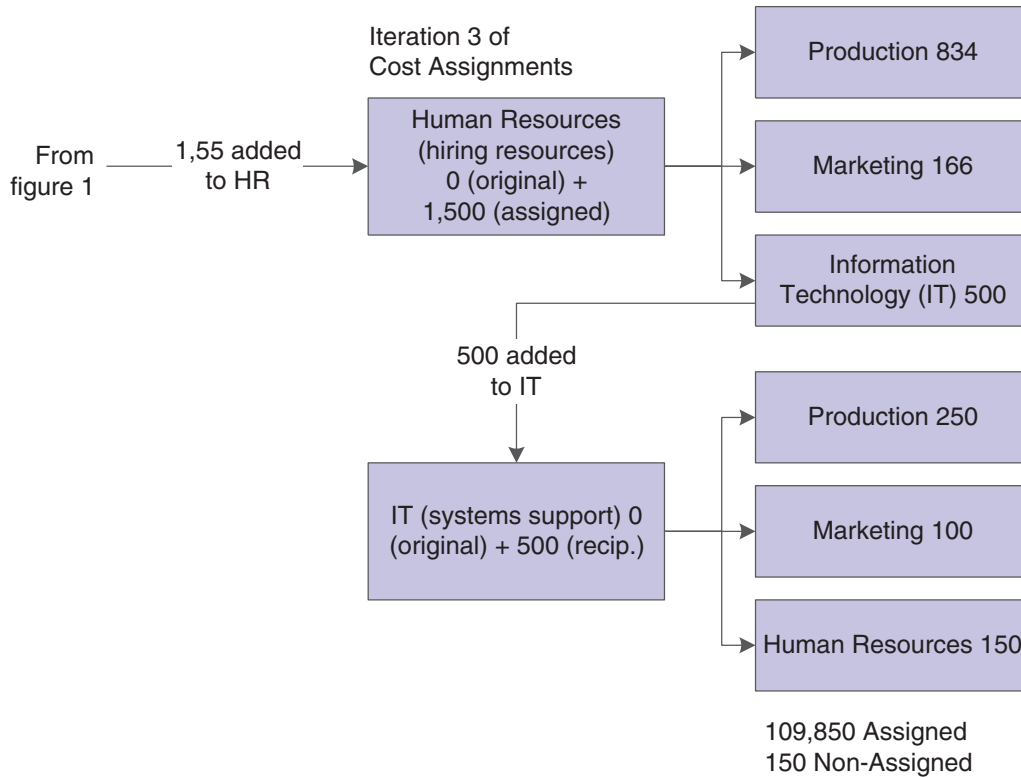 Iteration 3 of
Cost Assignments
From
figure 1
1,55 added
to HR
Human Resources
(hiring resources)
0 (original) +
1,500 (assigned)
Production 834
Marketing 166
Information
Technology (IT) 500
500 added
to IT
IT (systems support) 0
(original) + 500 (recip.)
Production 250
Marketing 100
Human Resources 150
109,850 Assigned
150 Non-Assigned